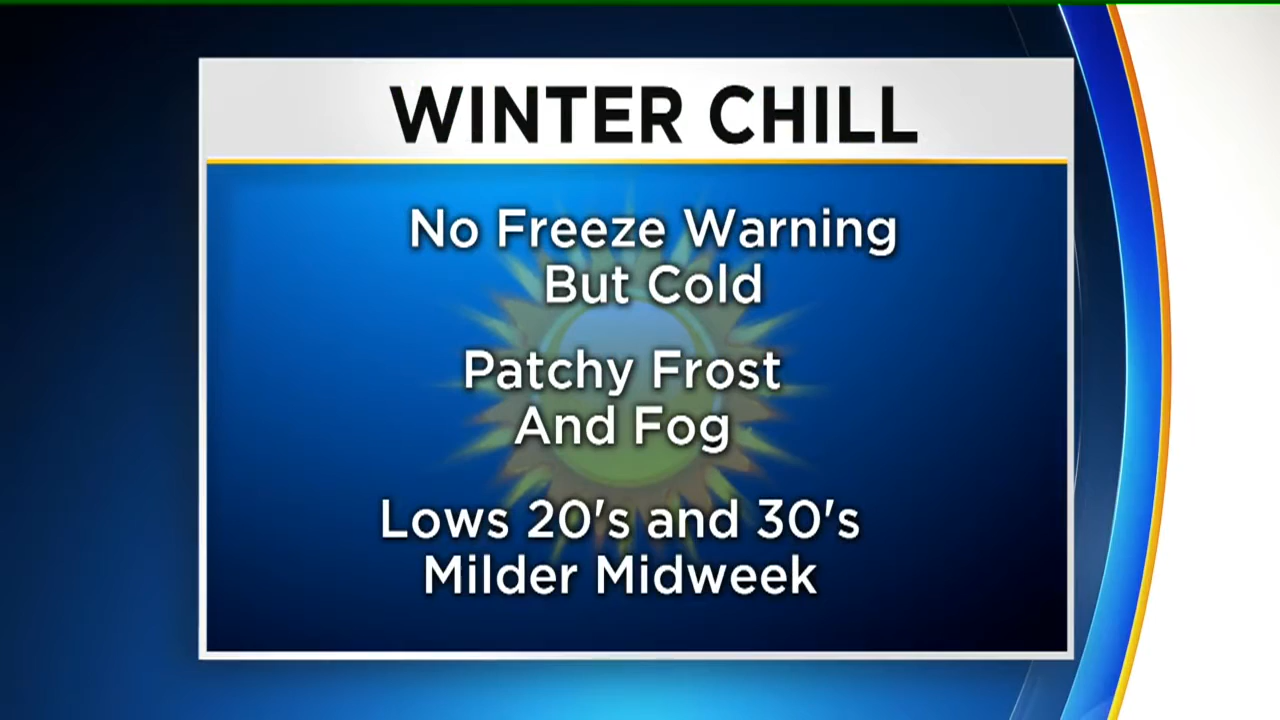 WINTER CHILL
No Freeze Warning
But Cold
Patchy Frost
And Fog
Lows 20's and 30's
Milder Midweek